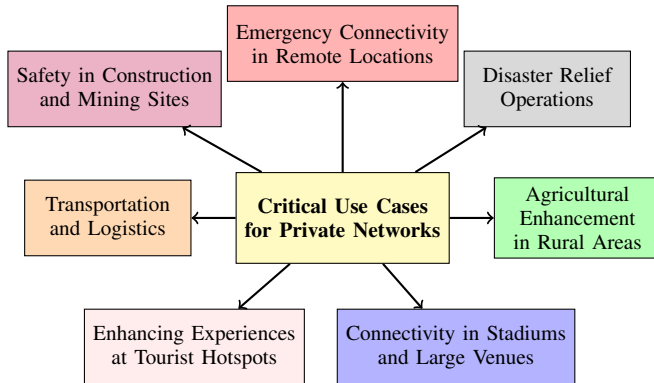 Emergency Connectivity
in Remote Locations
Safety in Construction
and Mining Sites
Disaster Relief
Operations
Transportation
and Logistics
Critical Use Cases
for Private Networks
Agricultural
Enhancement
in Rural Areas
Enhancing Experiences
at Tourist Hotspots
Connectivity in Stadiums
and Large Venues